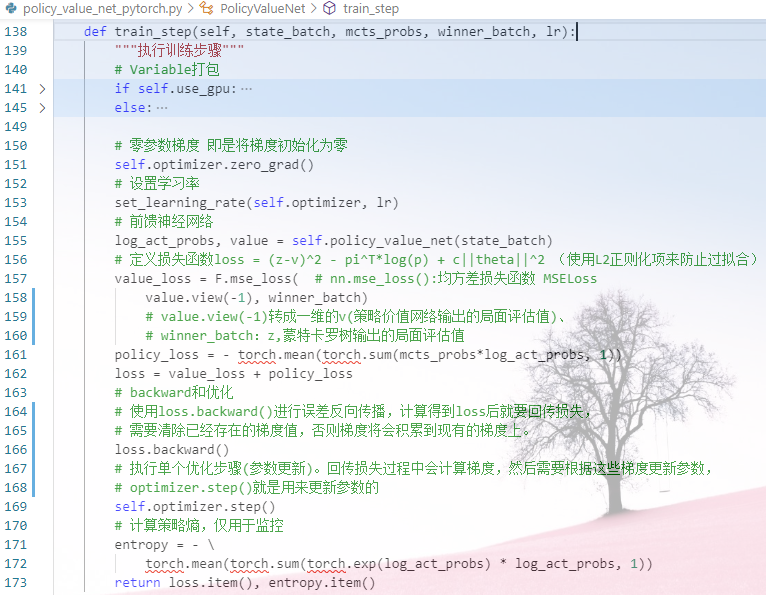 policy_value_net_pytorch.py > PolicyValueNet > train_step
138 def train_step(self, state_batch, mcts_probs, winner_batch, lr):
139 """执行训练步骤"""
140 # Variable打包
141 > if self.use_gpu: ⋯
145 > else: ⋯
149
150 # 零参数梯度 即是将梯度初始化为零
151 self.optimizer.zero_grad()
152 # 设置学习率
153 set_learning_rate(self.optimizer, lr)
154 # 前馈神经网络
155 log_act_probs, value = self.policy_value_net(state_batch)
156 # 定义损失函数loss = (z-v)^2 - pi^T*log(p) + c||theta||^2 （使用L2正则化项来防止过拟合）
157 value_loss = F.mse_loss( # nn.mse_loss():均方差损失函数 MSELoss
158 value.view(-1), winner_batch)
159 # value.view(-1)转成一维的v(策略价值网络输出的局面评估值)、
160 # winner_batch: z,蒙特卡罗树输出的局面评估值
161 policy_loss = - torch.mean(torch.sum(mcts_probs*log_act_probs, 1))
162 loss = value_loss + policy_loss
163 # backward和优化
164 # 使用loss.backward()进行误差反向传播，计算得到loss后就要回传损失，
165 # 需要清除已经存在的梯度值，否则梯度将会积累到现有的梯度上。
166 loss.backward()
167 # 执行单个优化步骤(参数更新)。回传损失过程中会计算梯度，然后需要根据这些梯度更新参数，
168 # optimizer.step()就是用来更新参数的
169 self.optimizer.step()
170 # 计算策略熵，仅用于监控
171 entropy = - \
172 torch.mean(torch.sum(torch.exp(log_act_probs) * log_act_probs, 1))
173 return loss.item(), entropy.item()